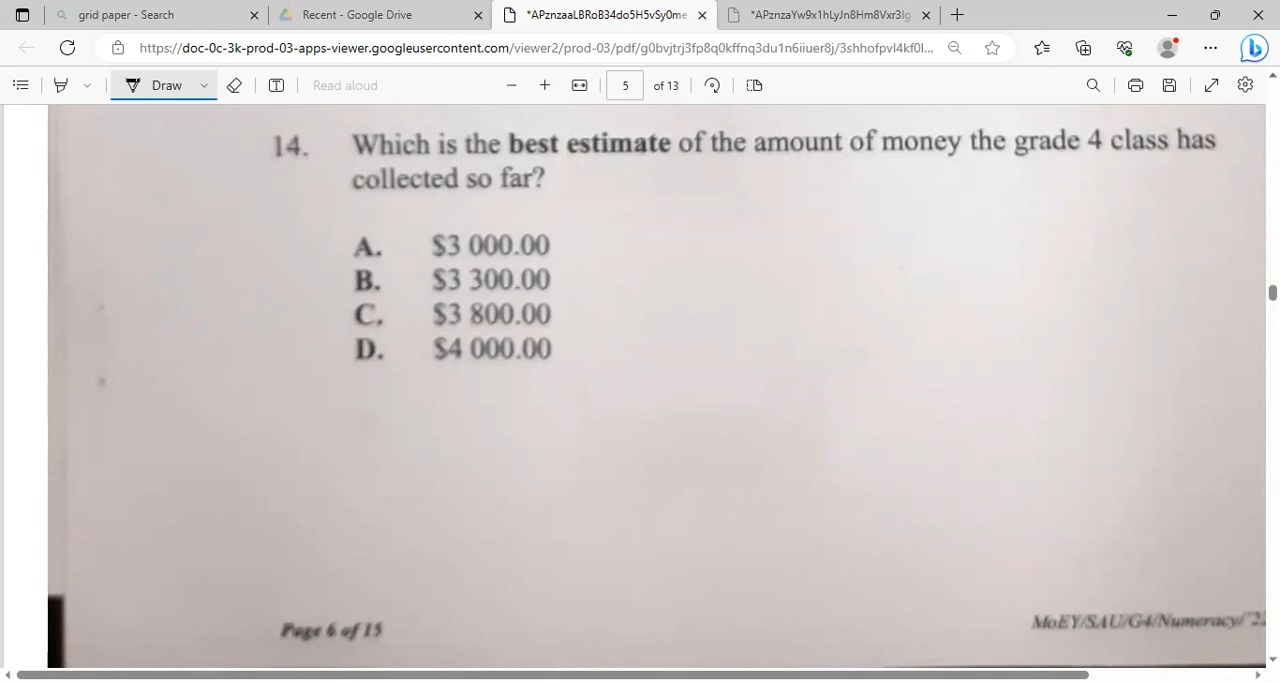 grid paper - Search
Recent - Google Drive
*APznzaaLBRoB34do5H5vSy0me
*APznzaYw9x1hLyJn8Hm8Vxr3lg
https://doc-0c-3k-prod-03-apps-viewer.googleusercontent.com/viewer2/prod-03/pdf/g0bvjtrj3fp8q0kffnq3du1n6iiuer8j/3shhofpvl4kf0l...
Draw
Read aloud
5 of 13
14. Which is the best estimate of the amount of money the grade 4 class has
collected so far?
A. $3 000.00
B. $3 300.00
C. $3 800.00
D. $4 000.00
Page 6 of 15
MoEY/SAU/G4/Numeracy/'2